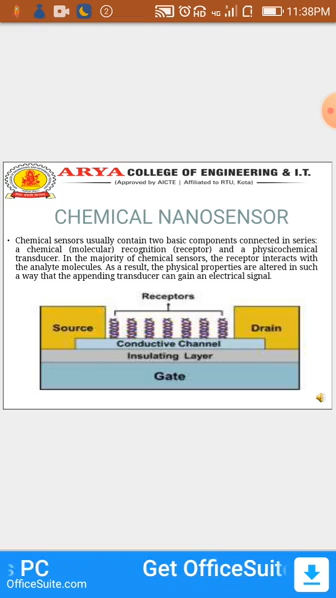 2 HD 4G 11:38PM
ARYA COLLEGE OF ENGINEERING & I.T.
(Approved by AICTE | Affiliated to RTU, Kota)
CHEMICAL NANOSENSOR
• Chemical sensors usually contain two basic components connected in series:
a chemical (molecular) recognition (receptor) and a physicochemical
transducer. In the majority of chemical sensors, the receptor interacts with
the analyte molecules. As a result, the physical properties are altered in such
a way that the appending transducer can gain an electrical signal.
Receptors
Source Drain
Conductive Channel
Insulating Layer
Gate
s PC Get OfficeSuit
OfficeSuite.com